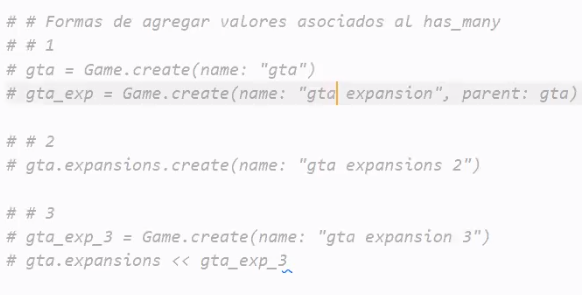 # # Formas de agregar valores asociados al has_many
# # 1
# gta = Game.create(name: "gta")
# gta_exp = Game.create(name: "gta expansion", parent: gta)
# # 2
# gta.expansions.create(name: "gta expansions 2")
# # 3
# gta_exp_3 = Game.create(name: "gta expansion 3")
# gta.expansions << gta_exp_3